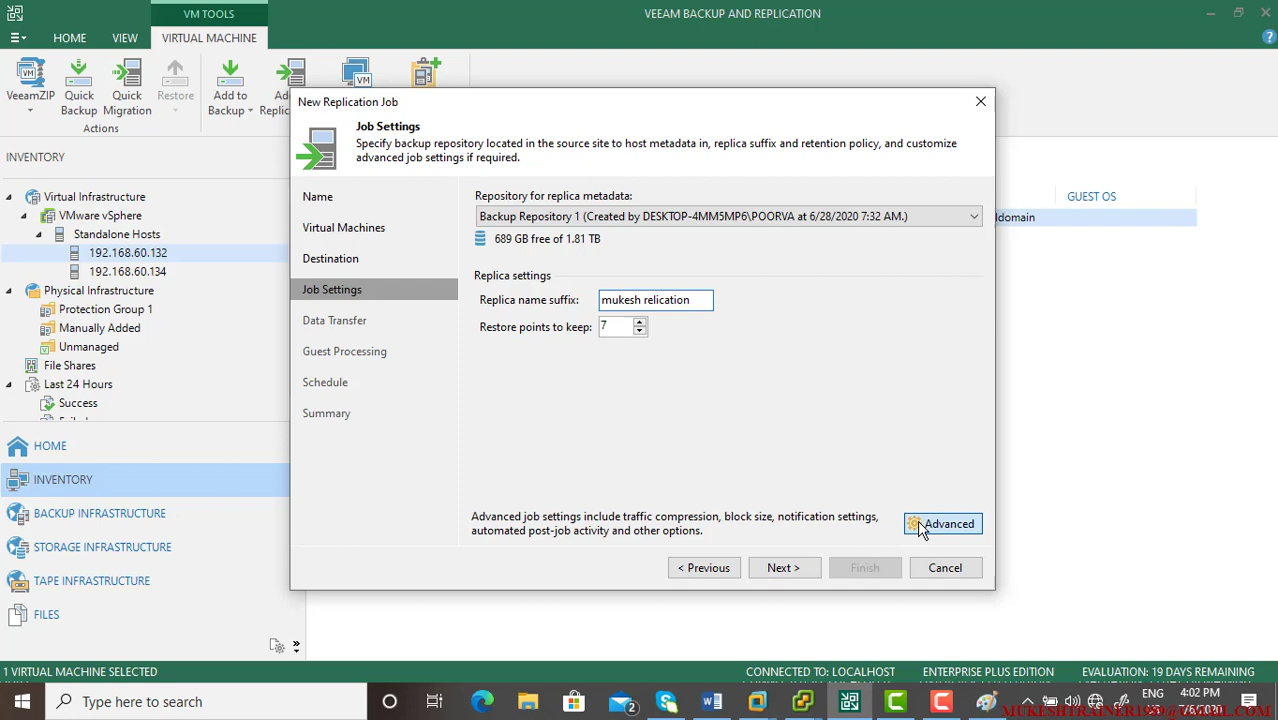 VM TOOLS
VEEAM BACKUP AND REPLICATION
HOME
VIEW
VIRTUAL MACHINE
VeeamZIP
Quick Backup
Quick Migration
Restore
Add to Backup
Actions
INVENTORY
Virtual Infrastructure
VMware vSphere
Standalone Hosts
192.168.60.132
192.168.60.134
Physical Infrastructure
Protection Group 1
Manually Added
Unmanaged
File Shares
Last 24 Hours
Success
HOME
INVENTORY
BACKUP INFRASTRUCTURE
STORAGE INFRASTRUCTURE
TAPE INFRASTRUCTURE
FILES
New Replication Job
Job Settings
Specify backup repository located in the source site to host metadata in, replica suffix and retention policy, and customize
advanced job settings if required.
Name
Virtual Machines
Destination
Job Settings
Data Transfer
Guest Processing
Schedule
Summary
Repository for replica metadata:
Backup Repository 1 (Created by DESKTOP-4MM5MP6\POORVA at 6/28/2020 7:32 AM.)
689 GB free of 1.81 TB
Replica settings
Replica name suffix: mukesh relication
Restore points to keep: 7
Advanced job settings include traffic compression, block size, notification settings,
automated post-job activity and other options.
Advanced
< Previous
Next >
Finish
Cancel
GUEST OS
ldomain
1 VIRTUAL MACHINE SELECTED
CONNECTED TO: LOCALHOST
ENTERPRISE PLUS EDITION
EVALUATION: 19 DAYS REMAINING
Type here to search
2
ENG
4:02 PM